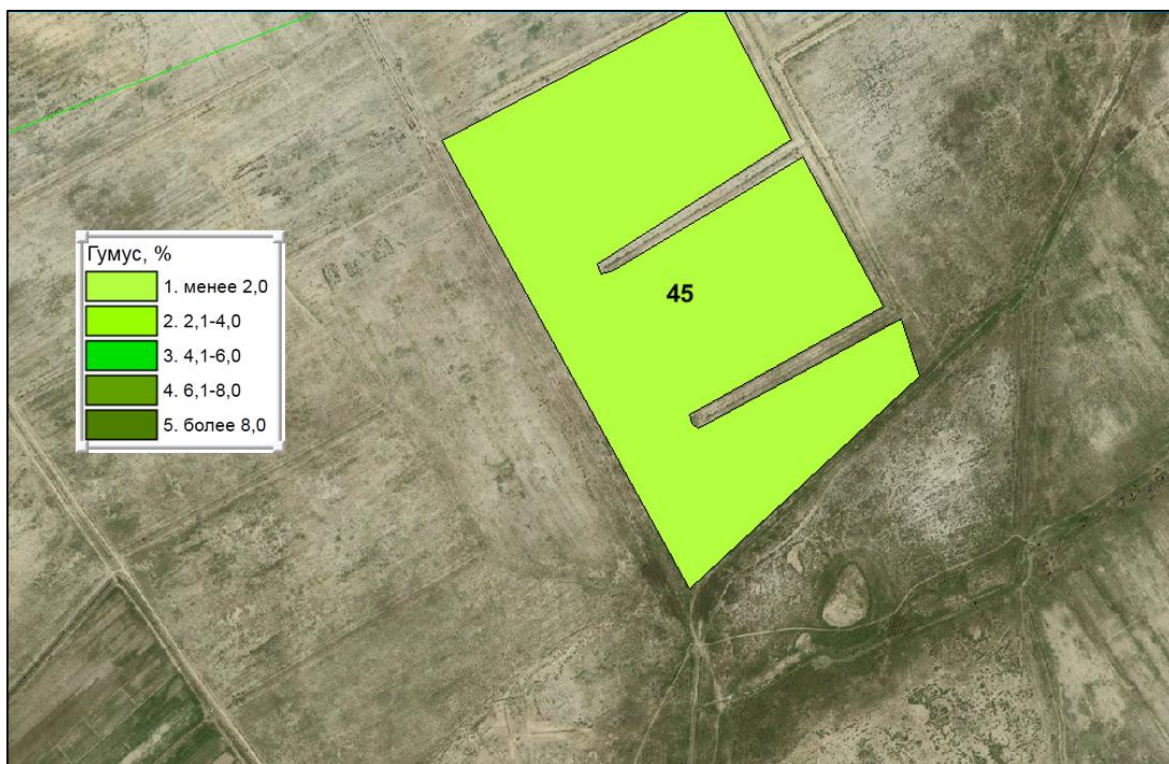 Гумус, %
1. менее 2,0
2. 2,1-4,0
3. 4,1-6,0
4. 6,1-8,0
5. более 8,0
45